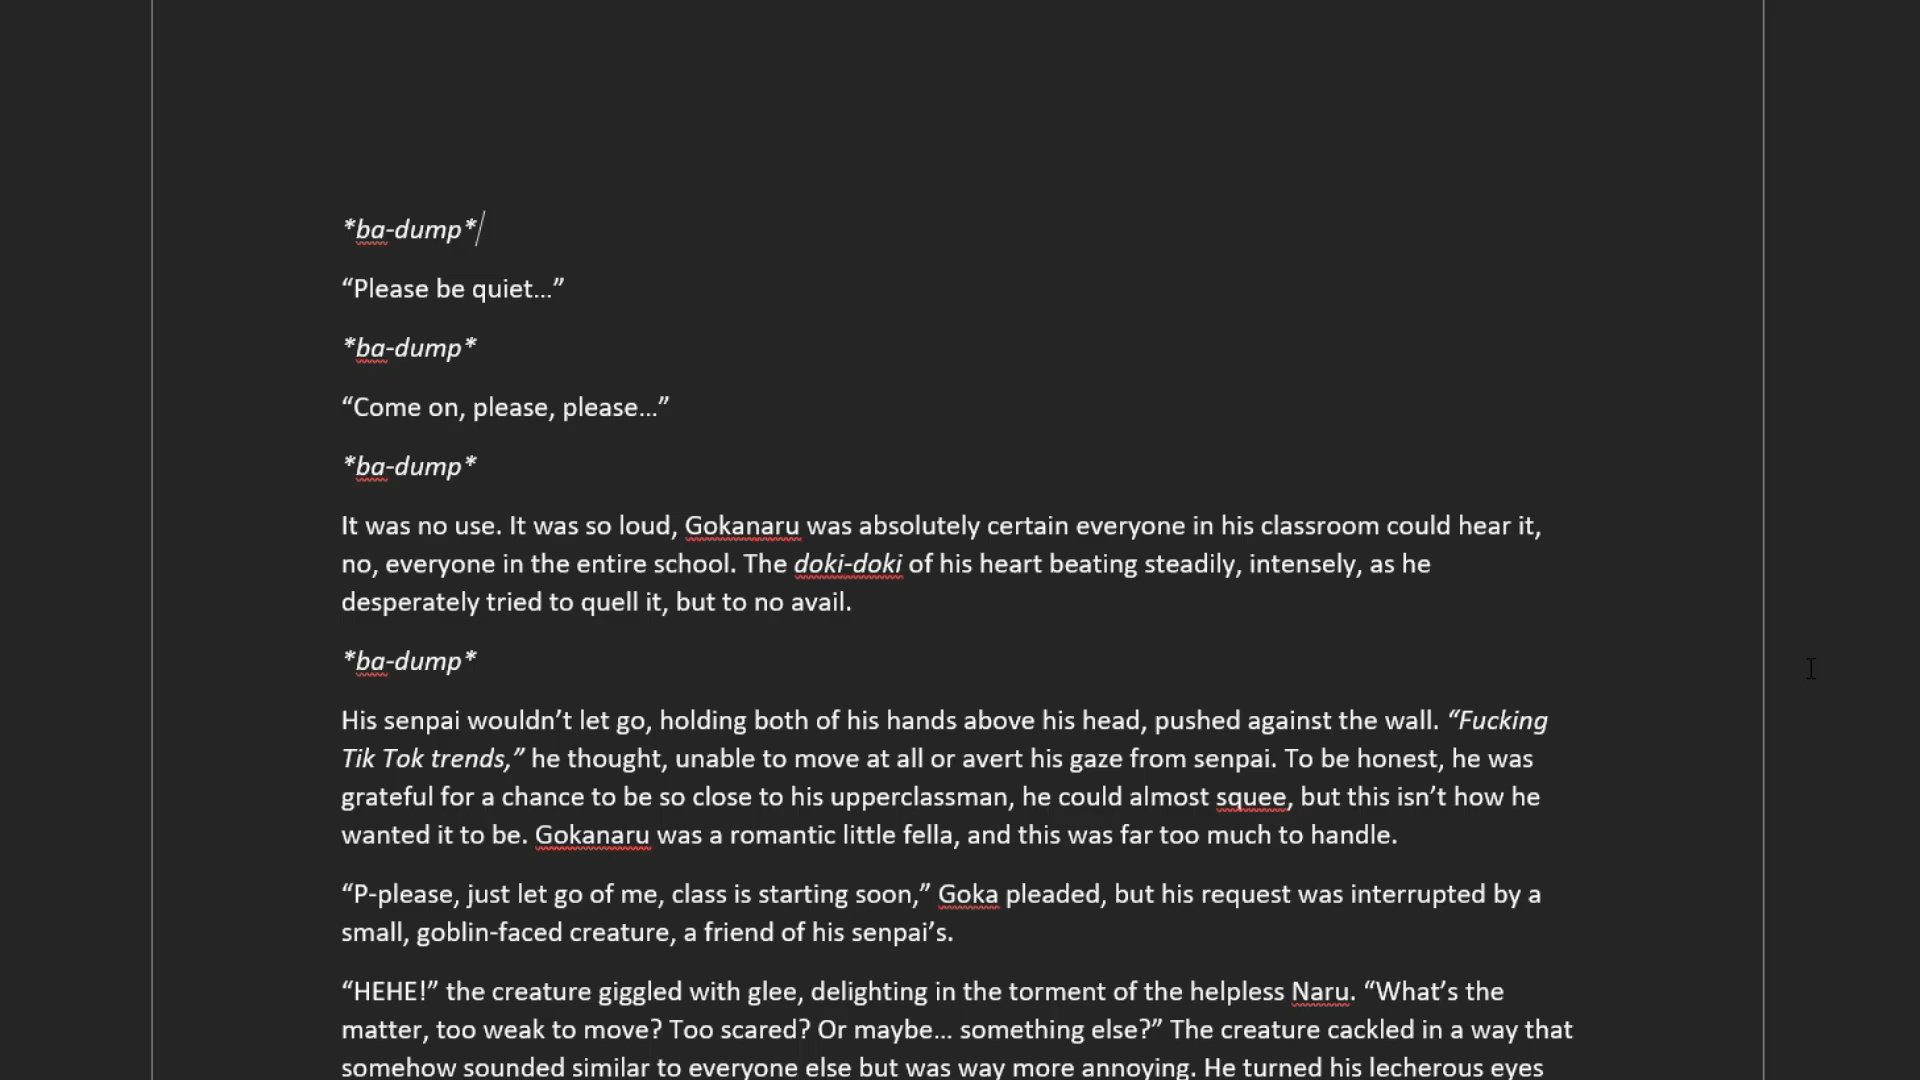 *ba-dump*
“Please be quiet…”
*ba-dump*
“Come on, please, please…”
*ba-dump*
It was no use. It was so loud, Gokanaru was absolutely certain everyone in his classroom could hear it,
no, everyone in the entire school. The doki-doki of his heart beating steadily, intensely, as he
desperately tried to quell it, but to no avail.
*ba-dump*
His senpai wouldn’t let go, holding both of his hands above his head, pushed against the wall. “Fucking
Tik Tok trends,” he thought, unable to move at all or avert his gaze from senpai. To be honest, he was
grateful for a chance to be so close to his upperclassman, he could almost squee, but this isn’t how he
wanted it to be. Gokanaru was a romantic little fella, and this was far too much to handle.
“P-please, just let go of me, class is starting soon,” Goka pleaded, but his request was interrupted by a
small, goblin-faced creature, a friend of his senpai’s.
“HEHE!” the creature giggled with glee, delighting in the torment of the helpless Naru. “What’s the
matter, too weak to move? Too scared? Or maybe… something else?” The creature cackled in a way that
somehow sounded similar to everyone else but was way more annoying. He turned his lecherous eyes